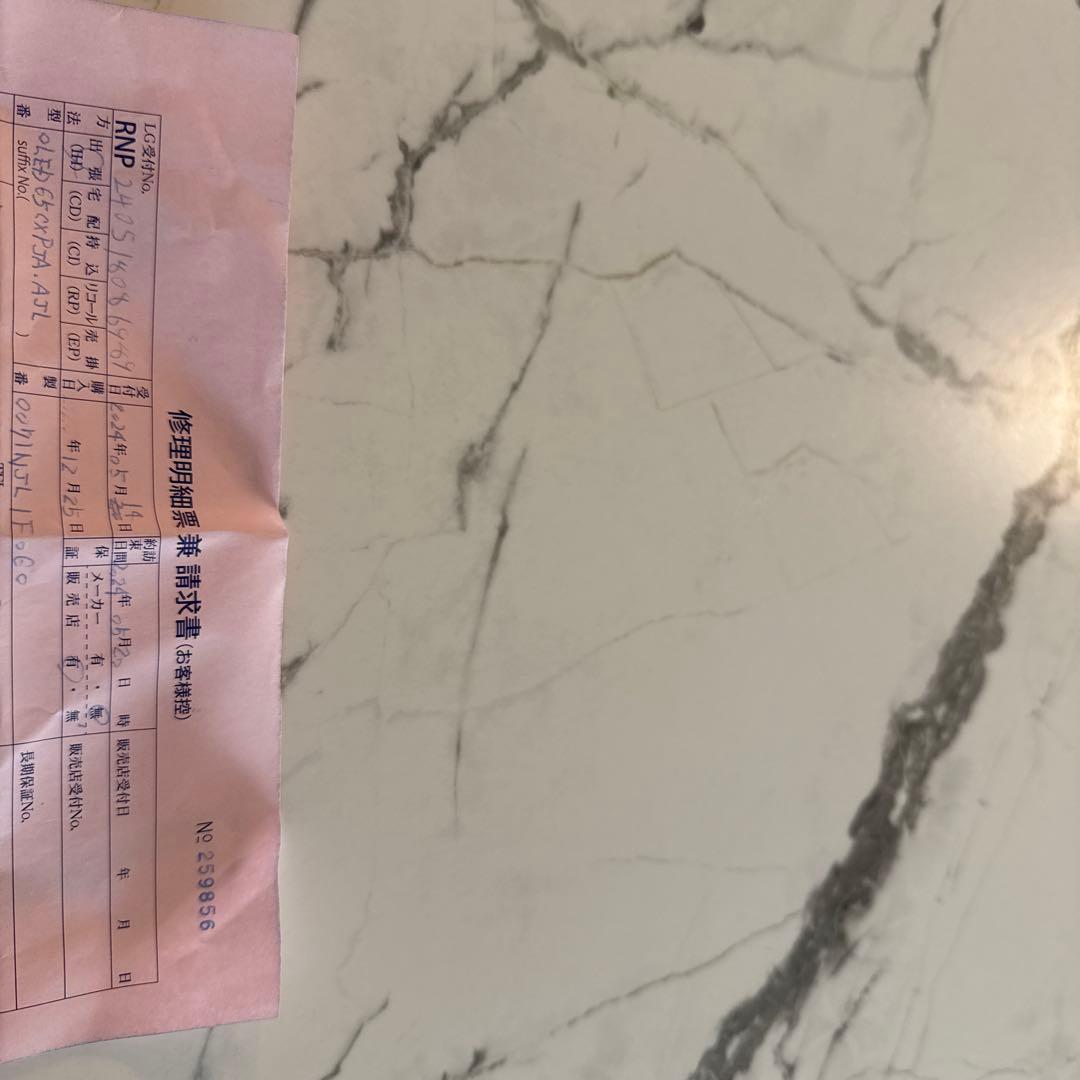 修理明細票 兼 請求書(お客様控)
№ 259856
LG受付No.
RNP 240518086969
受付日 2024年05月14日
訪問約束日 年05月20日 時
販売店受付日 年 月 日
方法 出張(IH) 宅配(CD) 持込(CI) リコール(RP) 売掛(EP)
購入日 年12月25日
保証 メーカー 有・無
販売店 有・無
販売店受付No.
型番 OLED65CXPJA.AJL
suffix No.( )
製番
長期保証No.